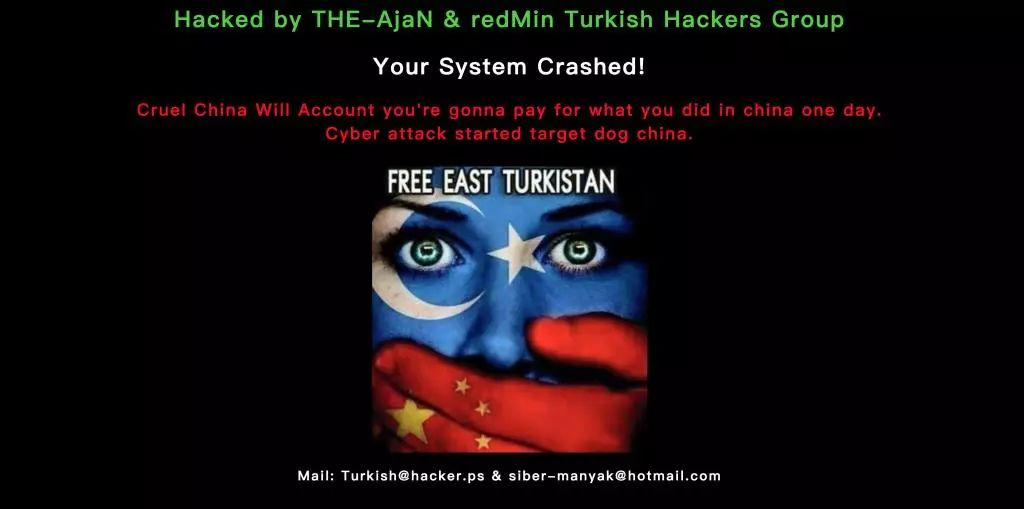 Hacked by THE-AjaN & redMin Turkish Hackers Group
Your System Crashed!
Cruel China Will Account you're gonna pay for what you did in china one day.
Cyber attack started target dog china.
FREE EAST TURKISTAN
Mail: Turkish@hacker.ps & siber-manyak@hotmail.com